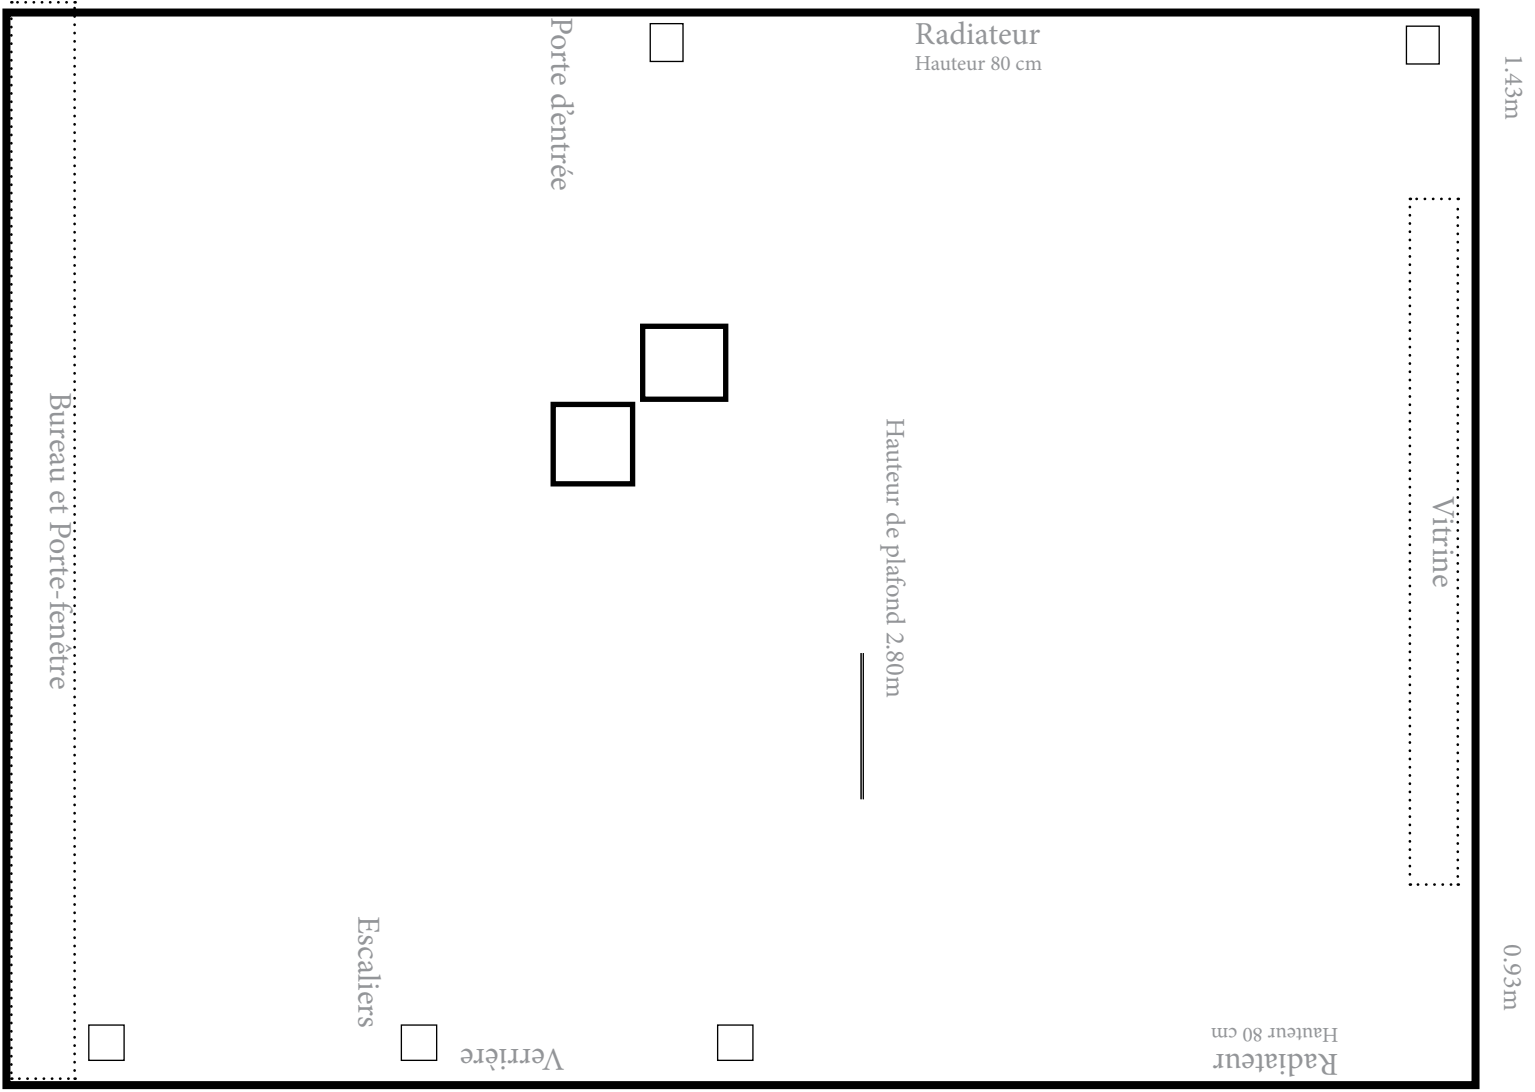 Porte d'entrée
Radiateur
Hauteur 80 cm
1.43m
Bureau et Porte-fenêtre
Hauteur de plafond 2.80m
Vitrine
Escaliers
Verrière
Hauteur 80 cm
Radiateur
0.93m